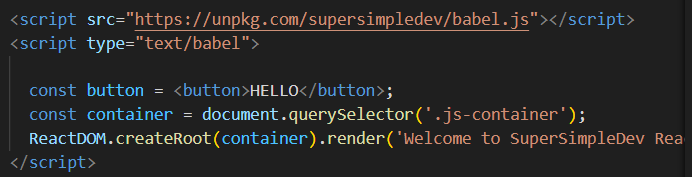 <script src="https://unpkg.com/supersimpledev/babel.js"></script>
<script type="text/babel">
const button = <button>HELLO</button>;
const container = document.querySelector('.js-container');
ReactDOM.createRoot(container).render('Welcome to SuperSimpleDev Rea
</script>